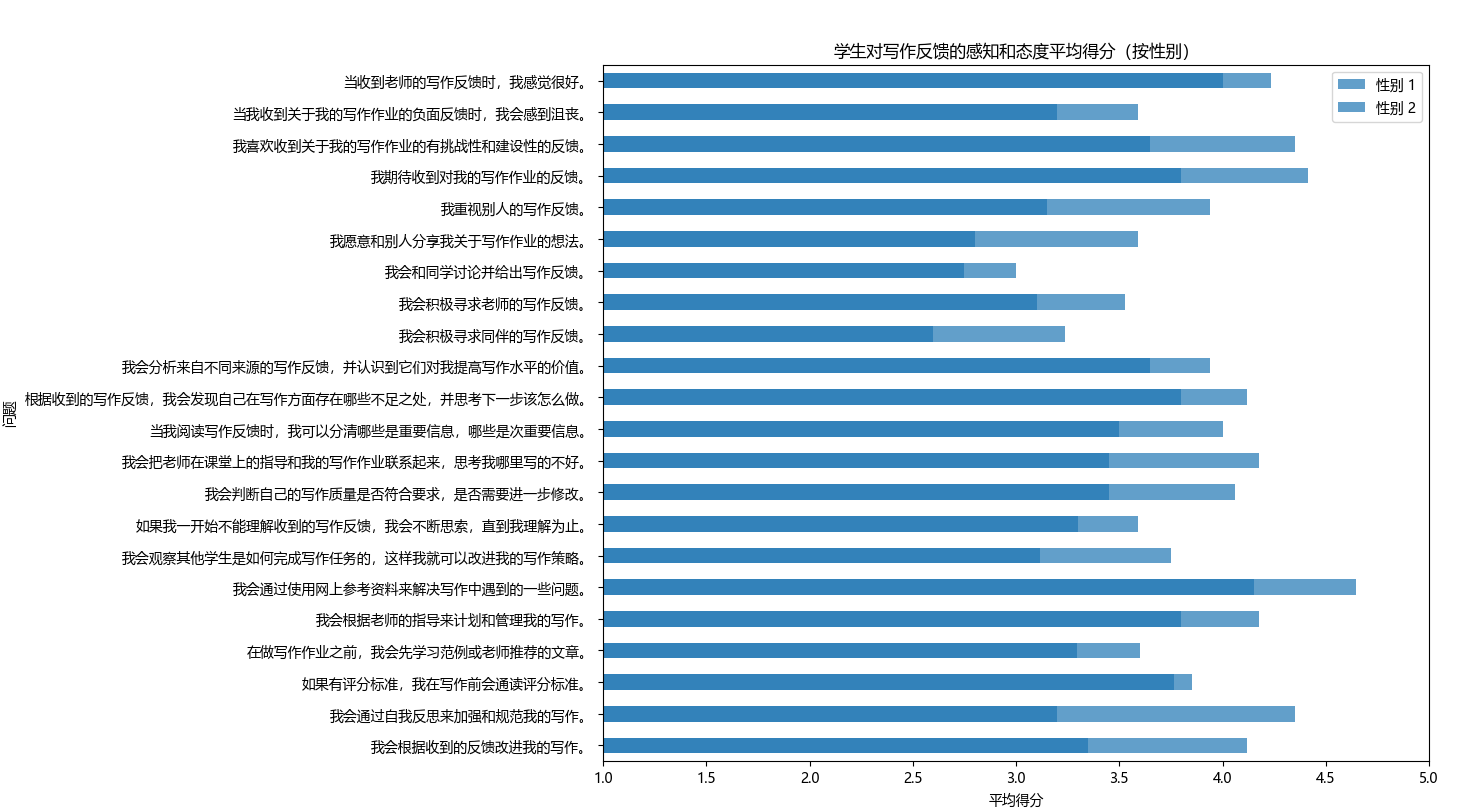 学生对写作反馈的感知和态度平均得分（按性别）
性别 1
性别 2
当收到老师的写作反馈时，我感觉很好。
当我收到关于我的写作作业的负面反馈时，我会感到沮丧。
我喜欢收到关于我的写作作业的有挑战性和建设性的反馈。
我期待收到对我的写作作业的反馈。
我重视别人的写作反馈。
我愿意和别人分享我关于写作作业的想法。
我会和同学讨论并给出写作反馈。
我会积极寻求老师的写作反馈。
我会积极寻求同伴的写作反馈。
我会分析来自不同来源的写作反馈，并认识到它们对我提高写作水平的价值。
根据收到的写作反馈，我会发现自己在写作方面存在哪些不足之处，并思考下一步该怎么做。
当我阅读写作反馈时，我可以分清哪些是重要信息，哪些是次重要信息。
我会把老师在课堂上的指导和我的写作作业联系起来，思考我哪里写的不好。
我会判断自己的写作质量是否符合要求，是否需要进一步修改。
如果我一开始不能理解收到的写作反馈，我会不断思索，直到我理解为止。
我会观察其他学生是如何完成写作任务的，这样我就可以改进我的写作策略。
我会通过使用网上参考资料来解决写作中遇到的一些问题。
我会根据老师的指导来计划和管理我的写作。
在做写作作业之前，我会先学习范例或老师推荐的文章。
如果有评分标准，我在写作前会通读评分标准。
我会通过自我反思来加强和规范我的写作。
我会根据收到的反馈改进我的写作。
问题
1.0 1.5 2.0 2.5 3.0 3.5 4.0 4.5 5.0
平均得分